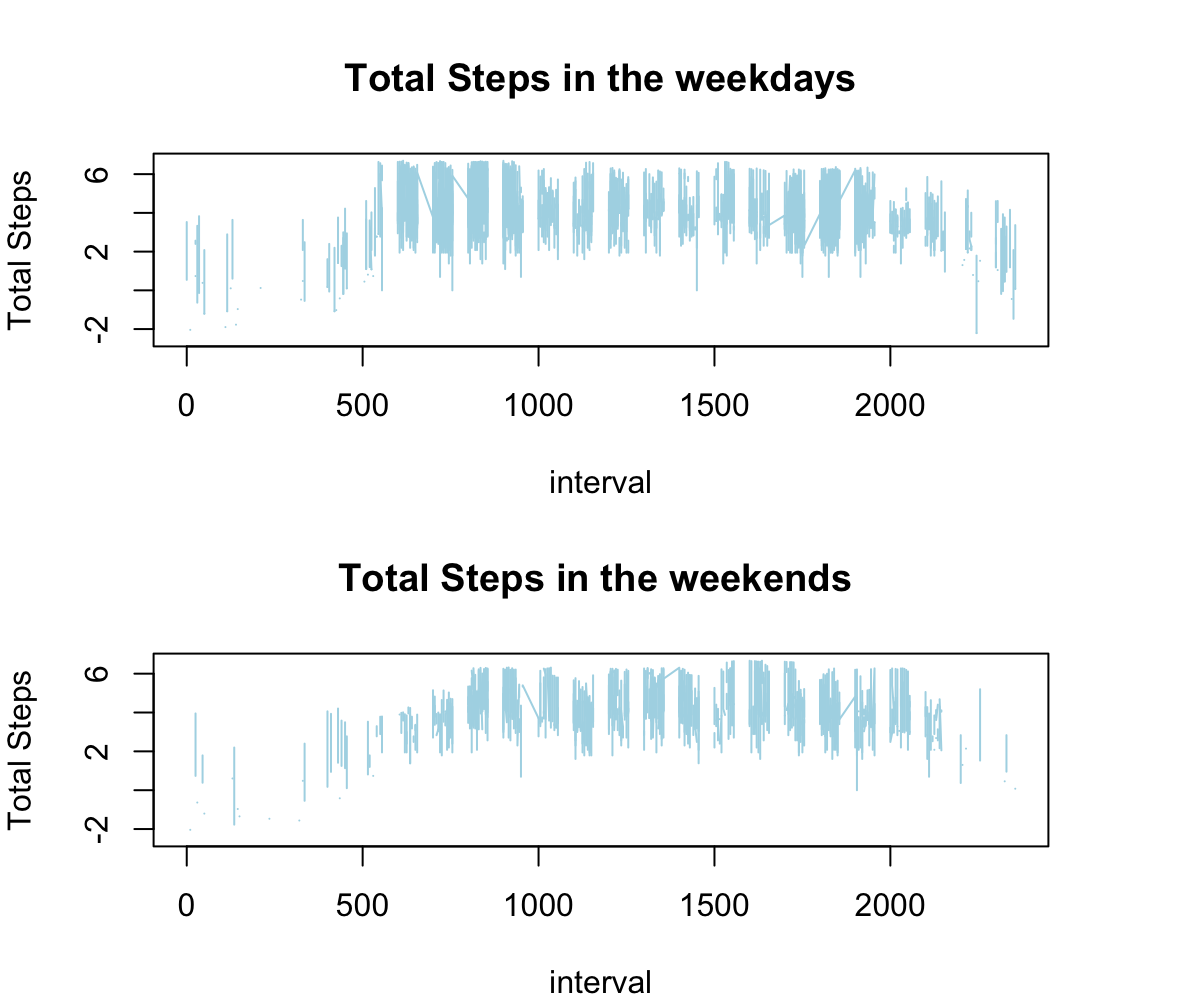 Total Steps in the weekdays
Total Steps
6
2
-2
0 500 1000 1500 2000
interval
Total Steps in the weekends
Total Steps
6
2
-2
0 500 1000 1500 2000
interval